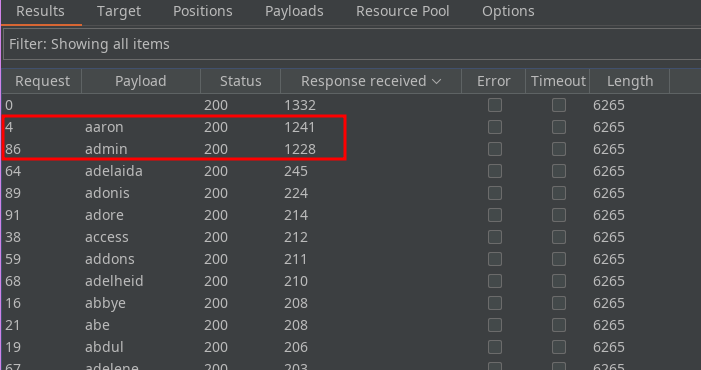 Results Target Positions Payloads Resource Pool Options
Filter: Showing all items
Request Payload Status Response received Error Timeout Length
0 200 1332 6265
4 aaron 200 1241 6265
86 admin 200 1228 6265
64 adelaida 200 245 6265
89 adonis 200 224 6265
91 adore 200 214 6265
38 access 200 212 6265
59 addons 200 211 6265
68 adelheid 200 210 6265
16 abbye 200 208 6265
21 abe 200 208 6265
19 abdul 200 206 6265
67 adelene 200 203 6265